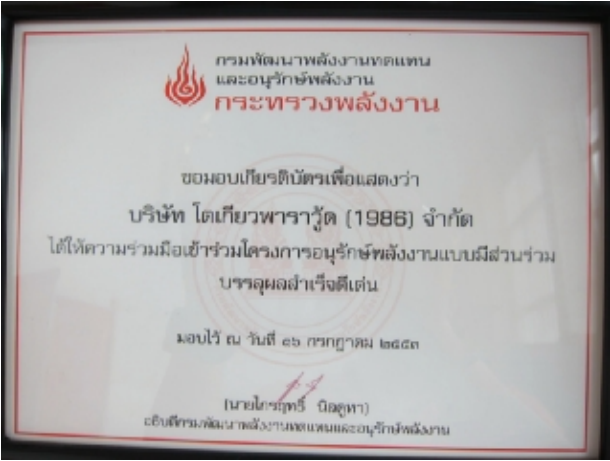 กรมพัฒนาพลังงานทดแทน
และอนุรักษ์พลังงาน
กระทรวงพลังงาน
ขอมอบเกียรติบัตรเพื่อแสดงว่า
บริษัท โตเกียวพาราวู้ด (1986) จำกัด
ได้ให้ความร่วมมือเข้าร่วมโครงการอนุรักษ์พลังงานแบบมีส่วนร่วม
บรรลุผลสำเร็จดีเด่น
มอบไว้ ณ วันที่ ๑๖ กรกฎาคม ๒๕๕๓
(นายไกรฤทธิ์ นิลคูหา)
อธิบดีกรมพัฒนาพลังงานทดแทนและอนุรักษ์พลังงาน